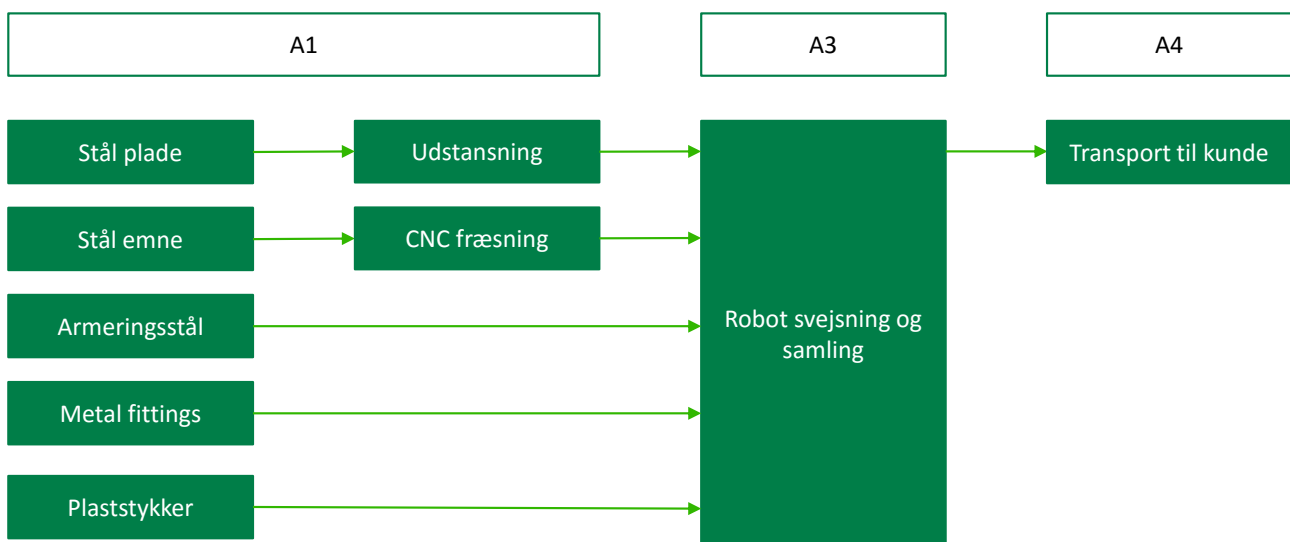 A1
A3
A4
Stål plade
Udstansning
Transport til kunde
Stål emne
CNC fræsning
Armeringsstål
Robot svejsning og
samling
Metal fittings
Plaststykker